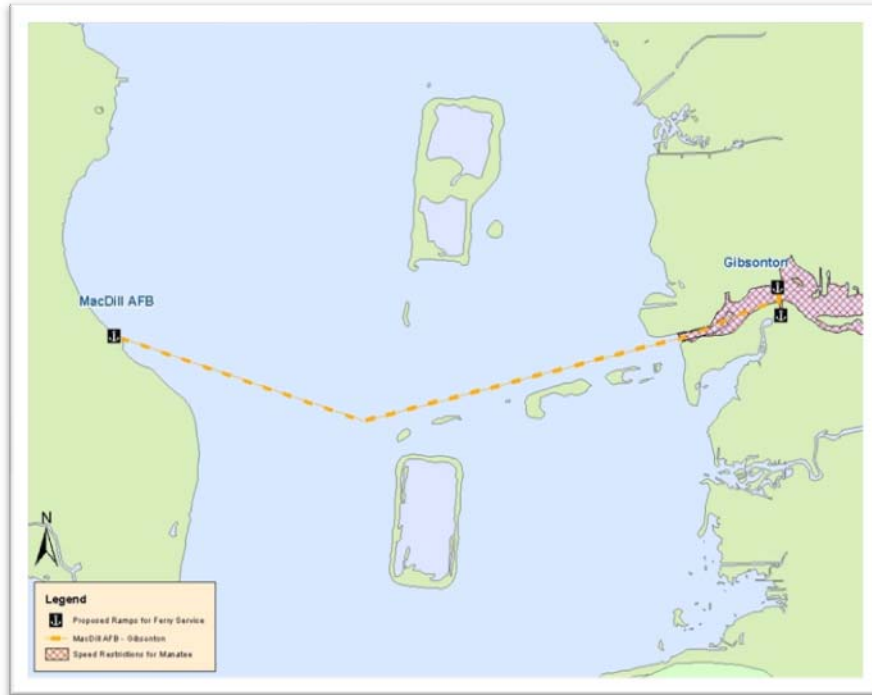 Gibsonton
MacDill AFB
N
Legend
Proposed Ramps for Ferry Service
MacDill AFB - Gibsonton
Speed Restrictions for Manatee